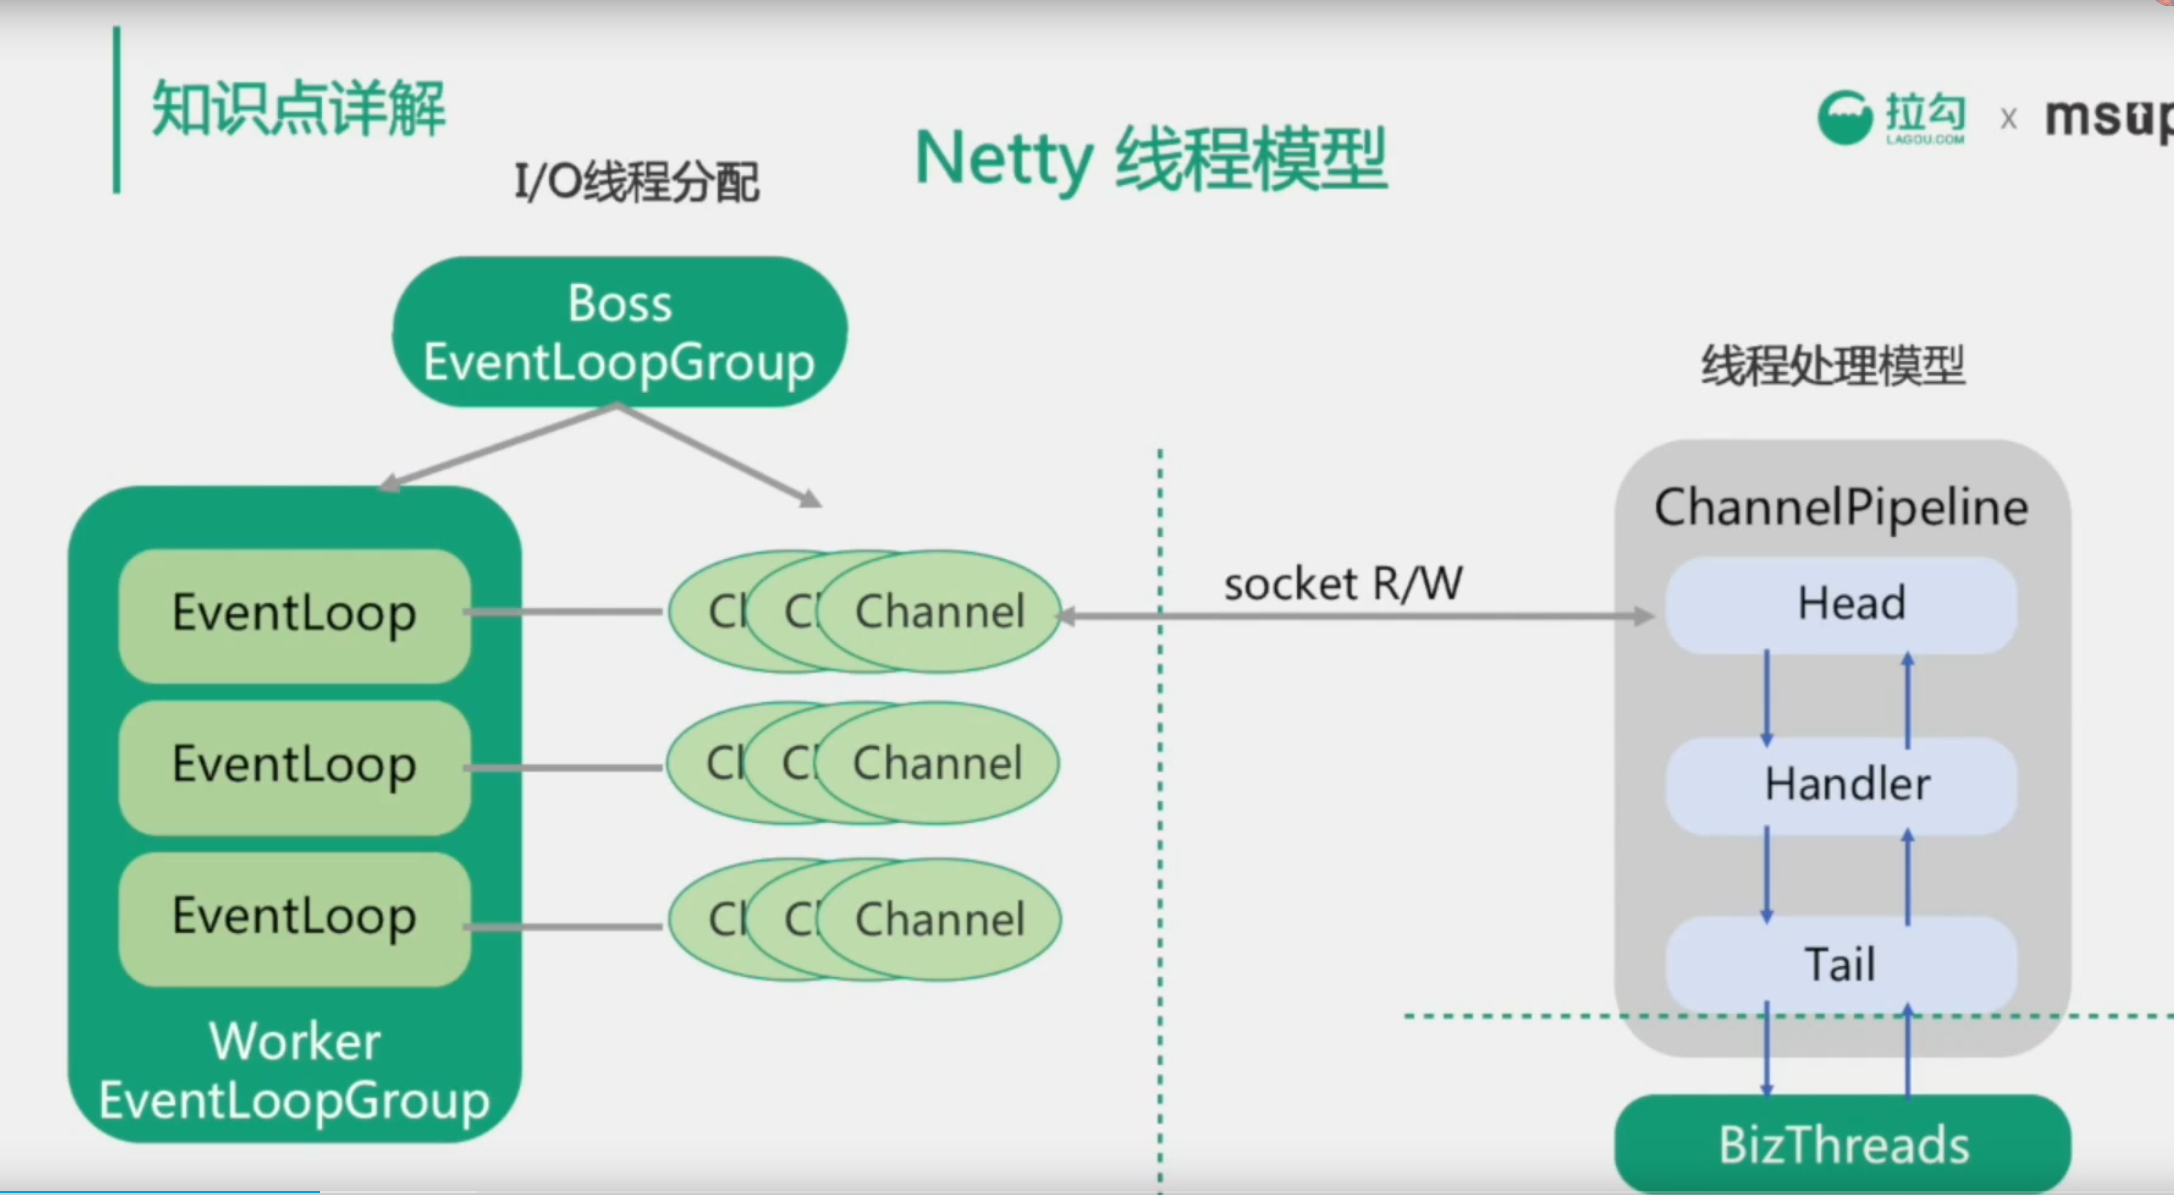 知识点详解
I/O线程分配
Netty 线程模型
拉勾
LAGOU.COM
x
msup
Boss
EventLoopGroup
线程处理模型
EventLoop
EventLoop
EventLoop
Worker
EventLoopGroup
Cl Cl Channel
Cl Cl Channel
Cl Cl Channel
socket R/W
ChannelPipeline
Head
Handler
Tail
BizThreads